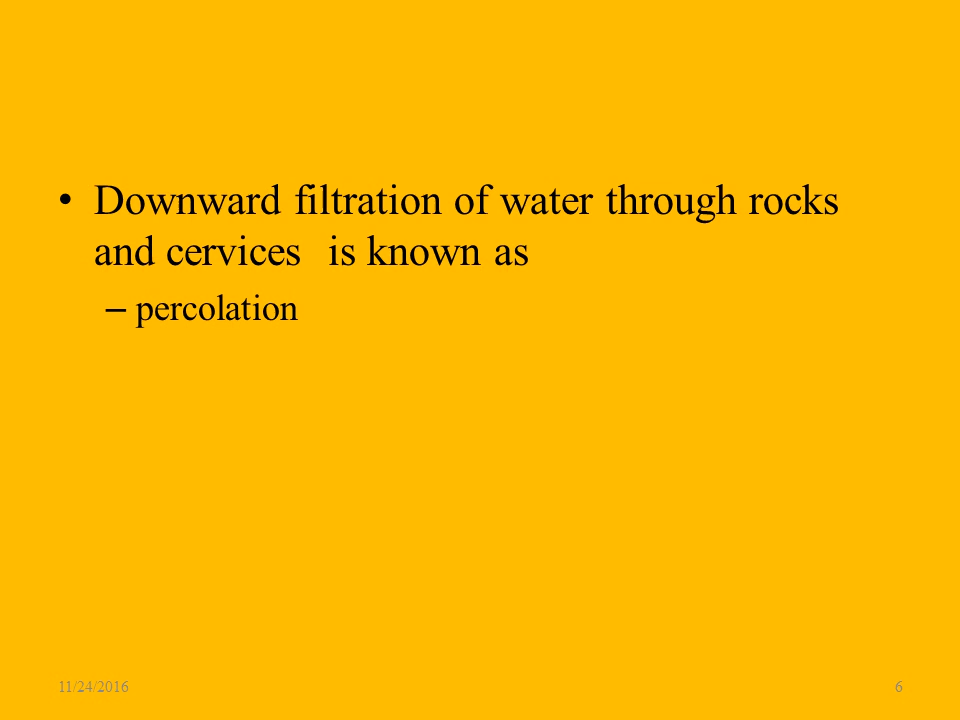 • Downward filtration of water through rocks
and cervices is known as
– percolation
11/24/2016
6